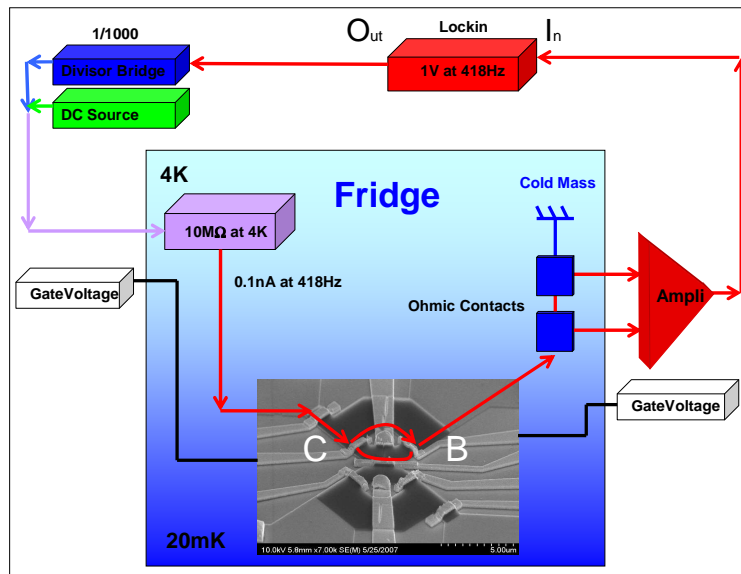 1/1000
Divisor Bridge
DC Source
Out
Lockin
In
1V at 418Hz
4K
Fridge
Cold Mass
10MΩ at 4K
0.1nA at 418Hz
GateVoltage
Ohmic Contacts
Ampli
GateVoltage
C
B
20mK
10.0kV 5.8mm x7.00k SE(M) 5/25/2007
5.00um